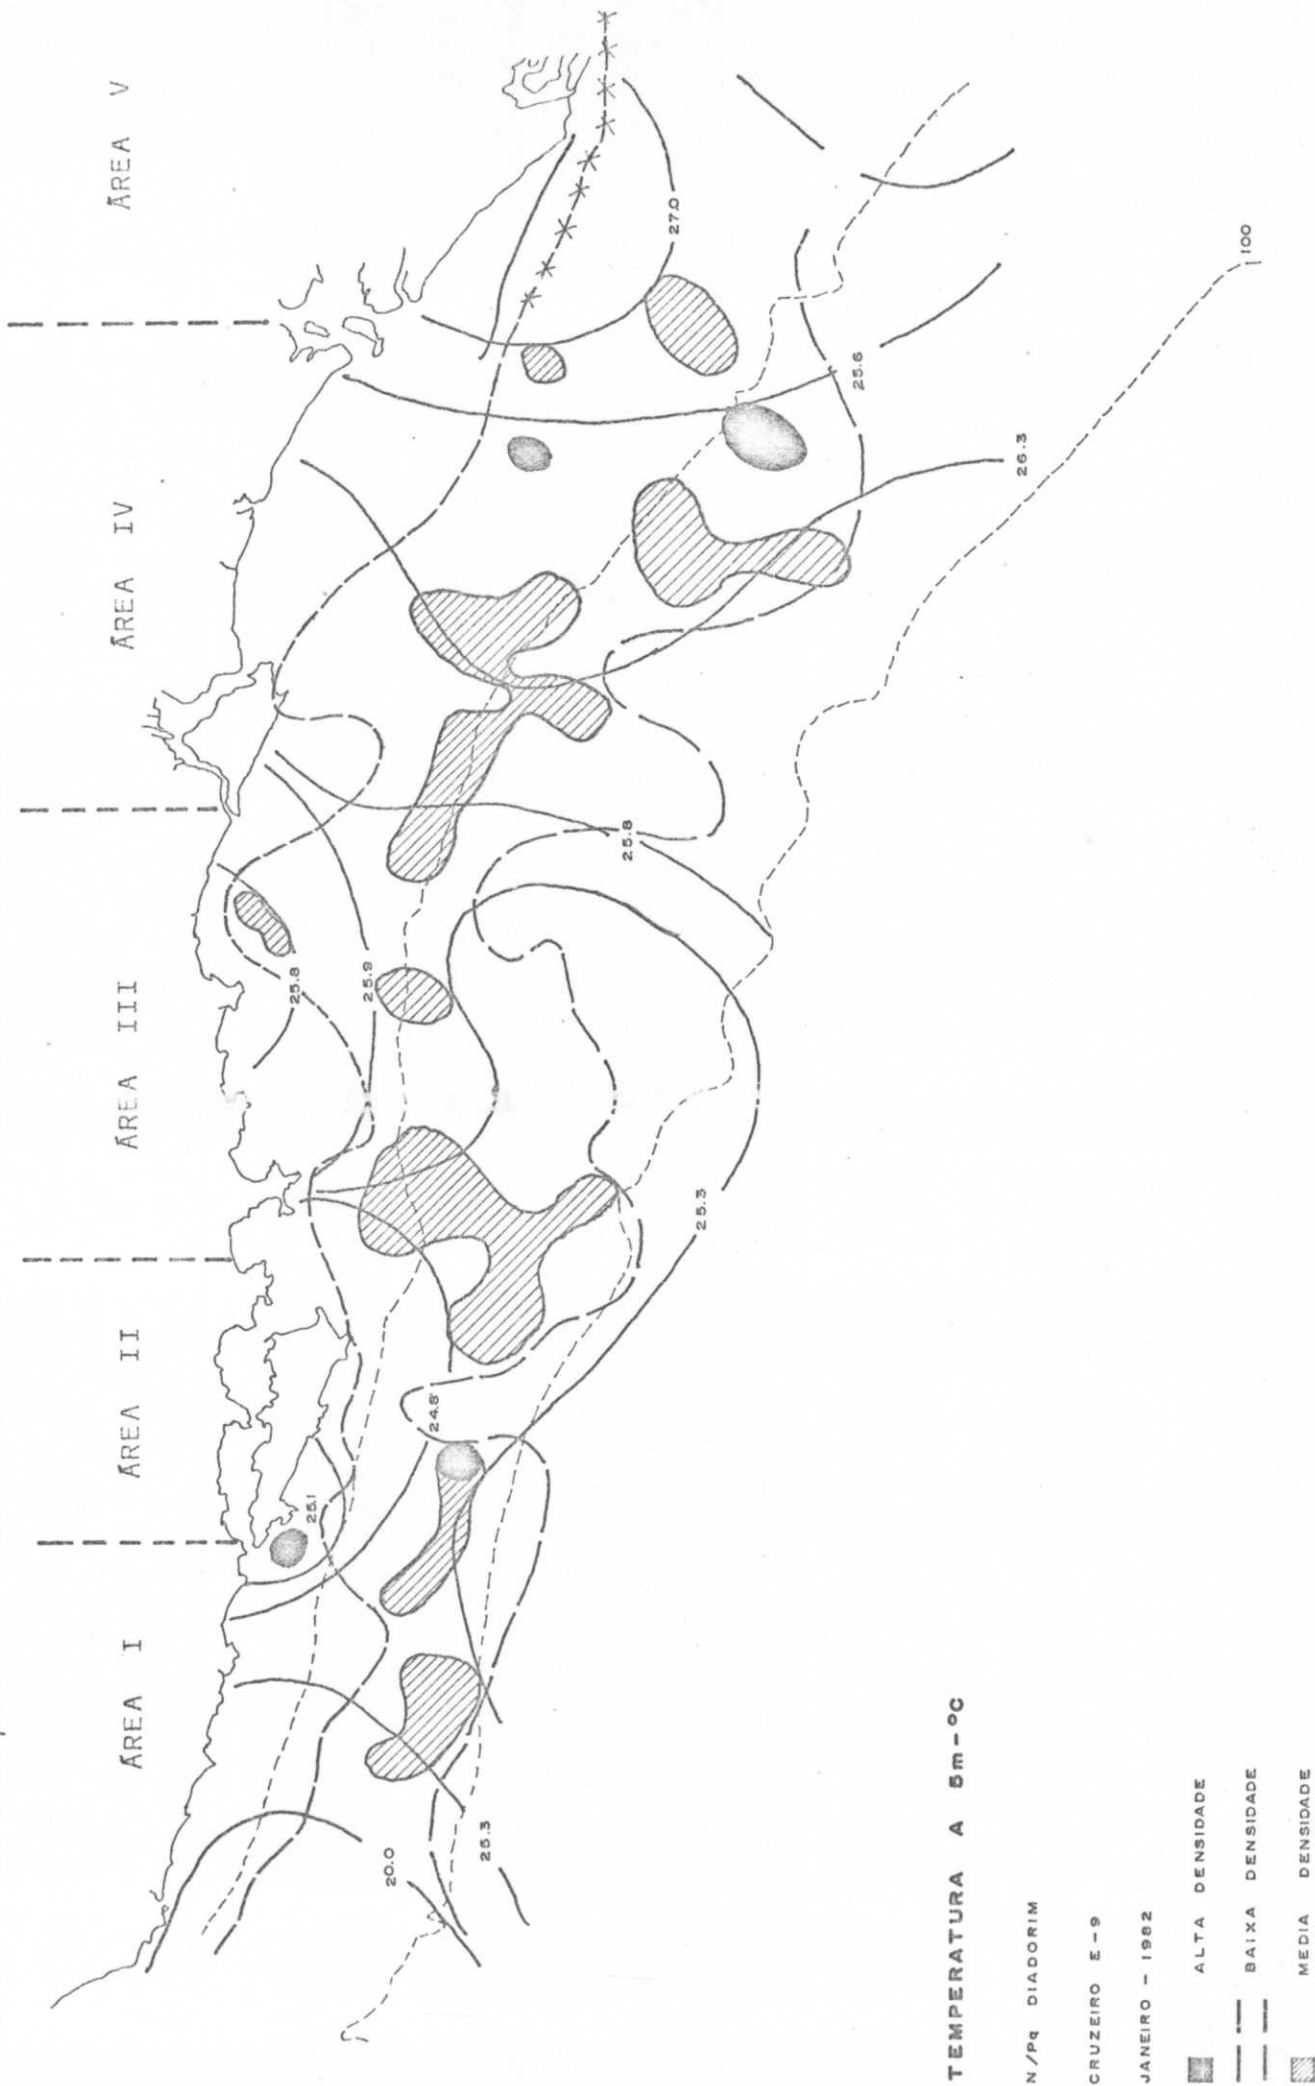 ÁREA I
ÁREA II
ÁREA III
ÁREA IV
ÁREA V
20.0
25.3
25.1
24.8
25.3
25.8
25.9
25.8
26.3
25.6
27.0
100
TEMPERATURA A 5m-ºC
N/Pq DIADORIM
CRUZEIRO E-9
JANEIRO - 1982
ALTA DENSIDADE
BAIXA DENSIDADE
MEDIA DENSIDADE